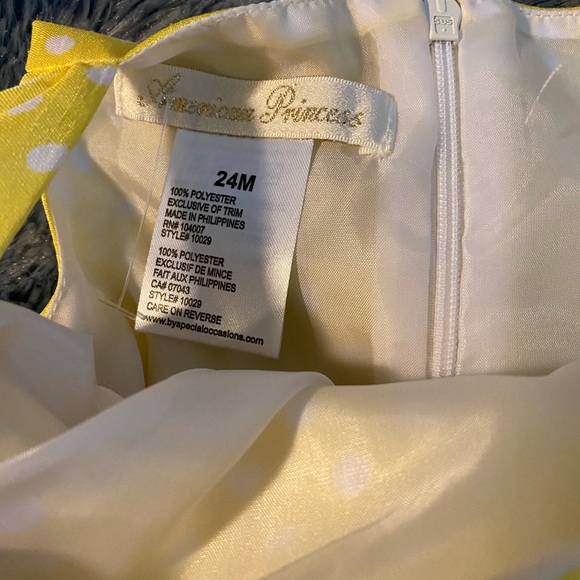 American Princess
24M
100% POLYESTER
EXCLUSIVE OF TRIM
MADE IN PHILIPPINES
RN# 104007
STYLE# 10029
100% POLYESTER
EXCLUSIF DE MINCE
FAIT AUX PHILIPPINES
CA# 07043
STYLE# 10029
CARE ON REVERSE
www.byspecialoccasions.com